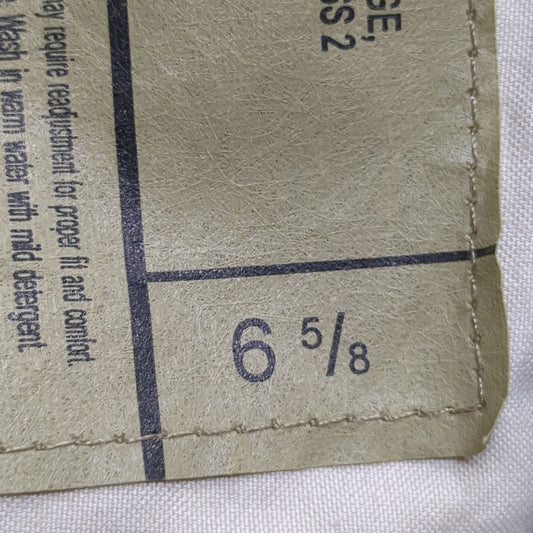 GE,
SS 2
ay require readjustment for proper fit and comfort.
Wash in warm water with mild detergent
6 5/8